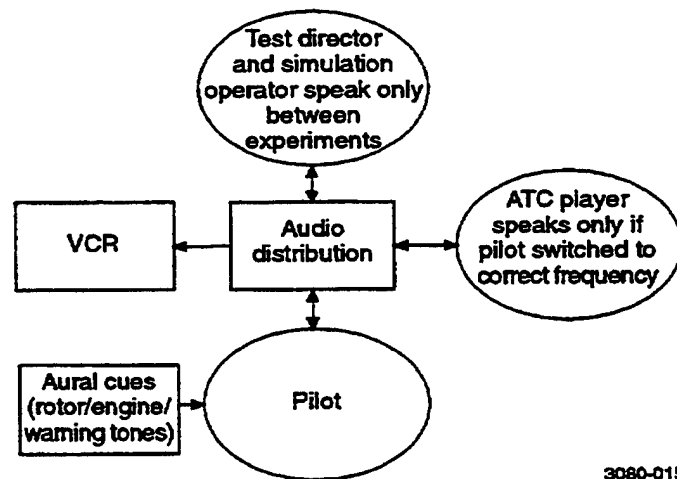 Test director
and simulation
operator speak only
between
experiments
VCR
Audio
distribution
ATC player
speaks only if
pilot switched to
correct frequency
Aural cues
(rotor/engine/
warning tones)
Pilot
3080-015